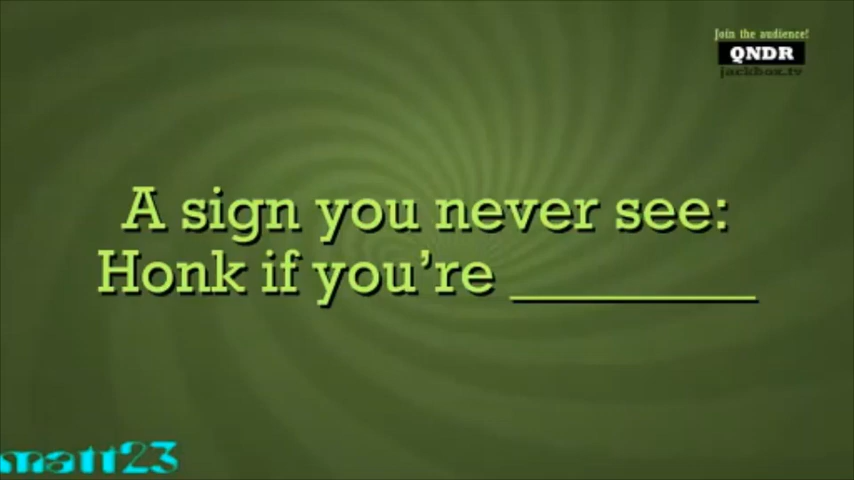 Join the audience!
QNDR
jackbox.tv
A sign you never see:
Honk if you're _________
matt23